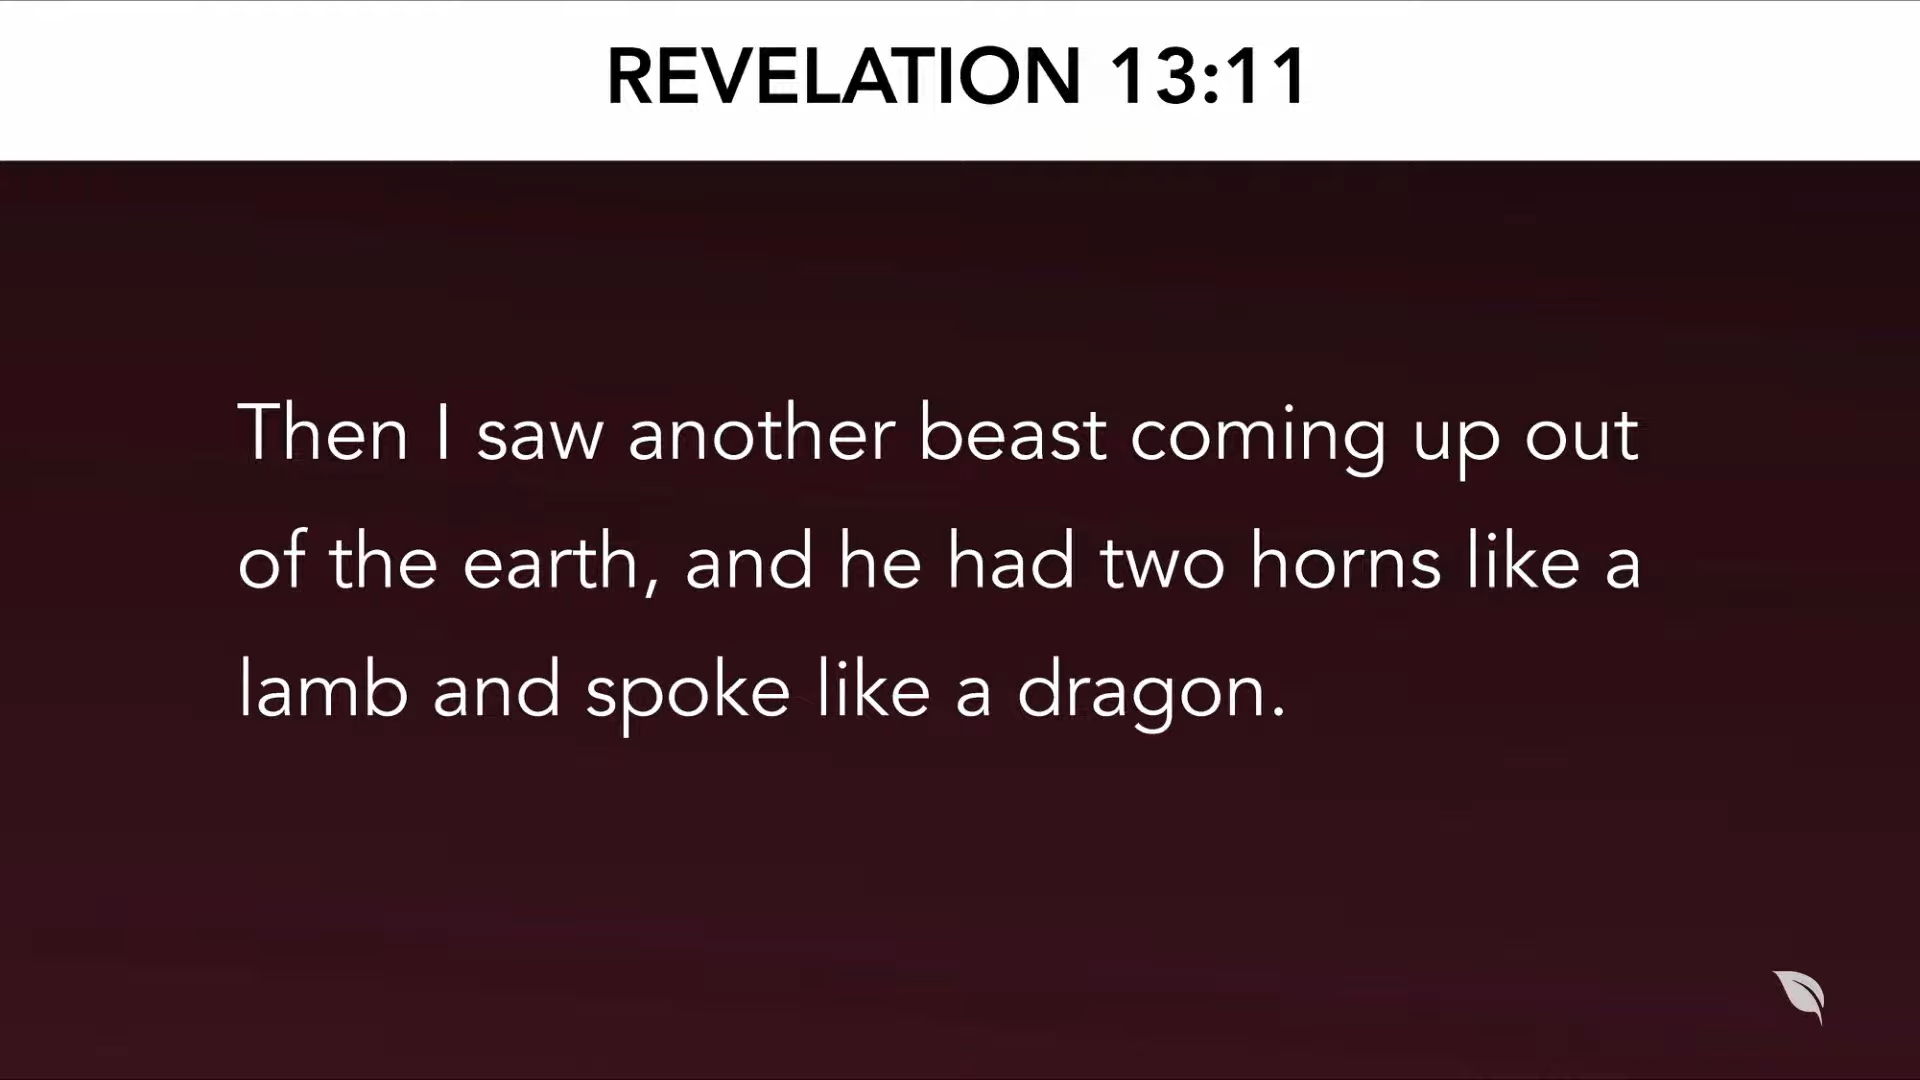 REVELATION 13:11
Then I saw another beast coming up out
of the earth, and he had two horns like a
lamb and spoke like a dragon.